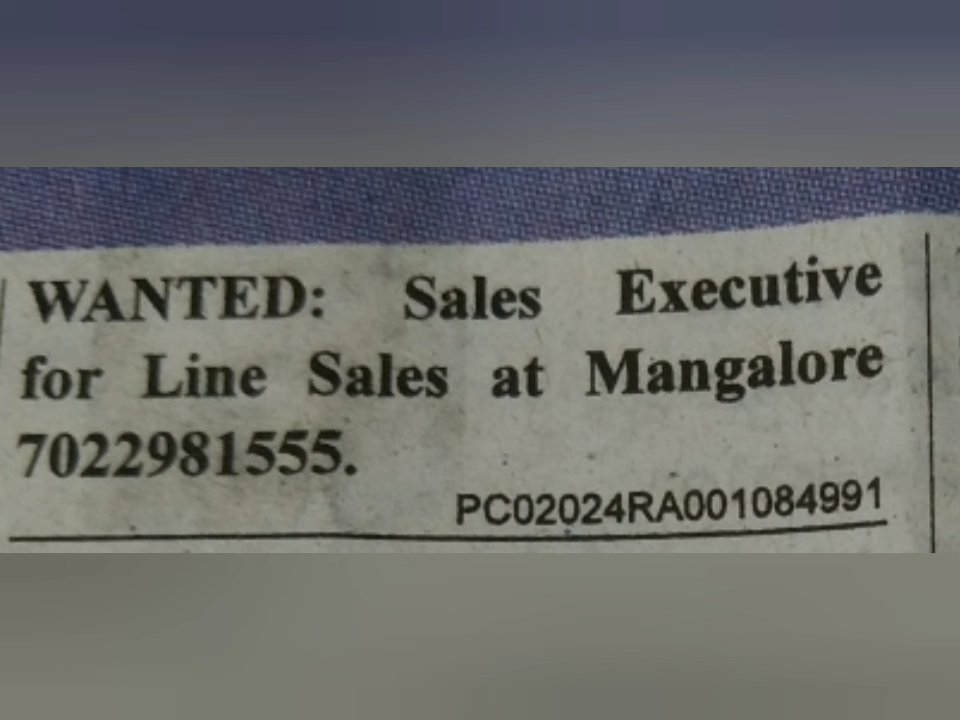 WANTED: Sales Executive
for Line Sales at Mangalore
7022981555.
PC02024RA001084991